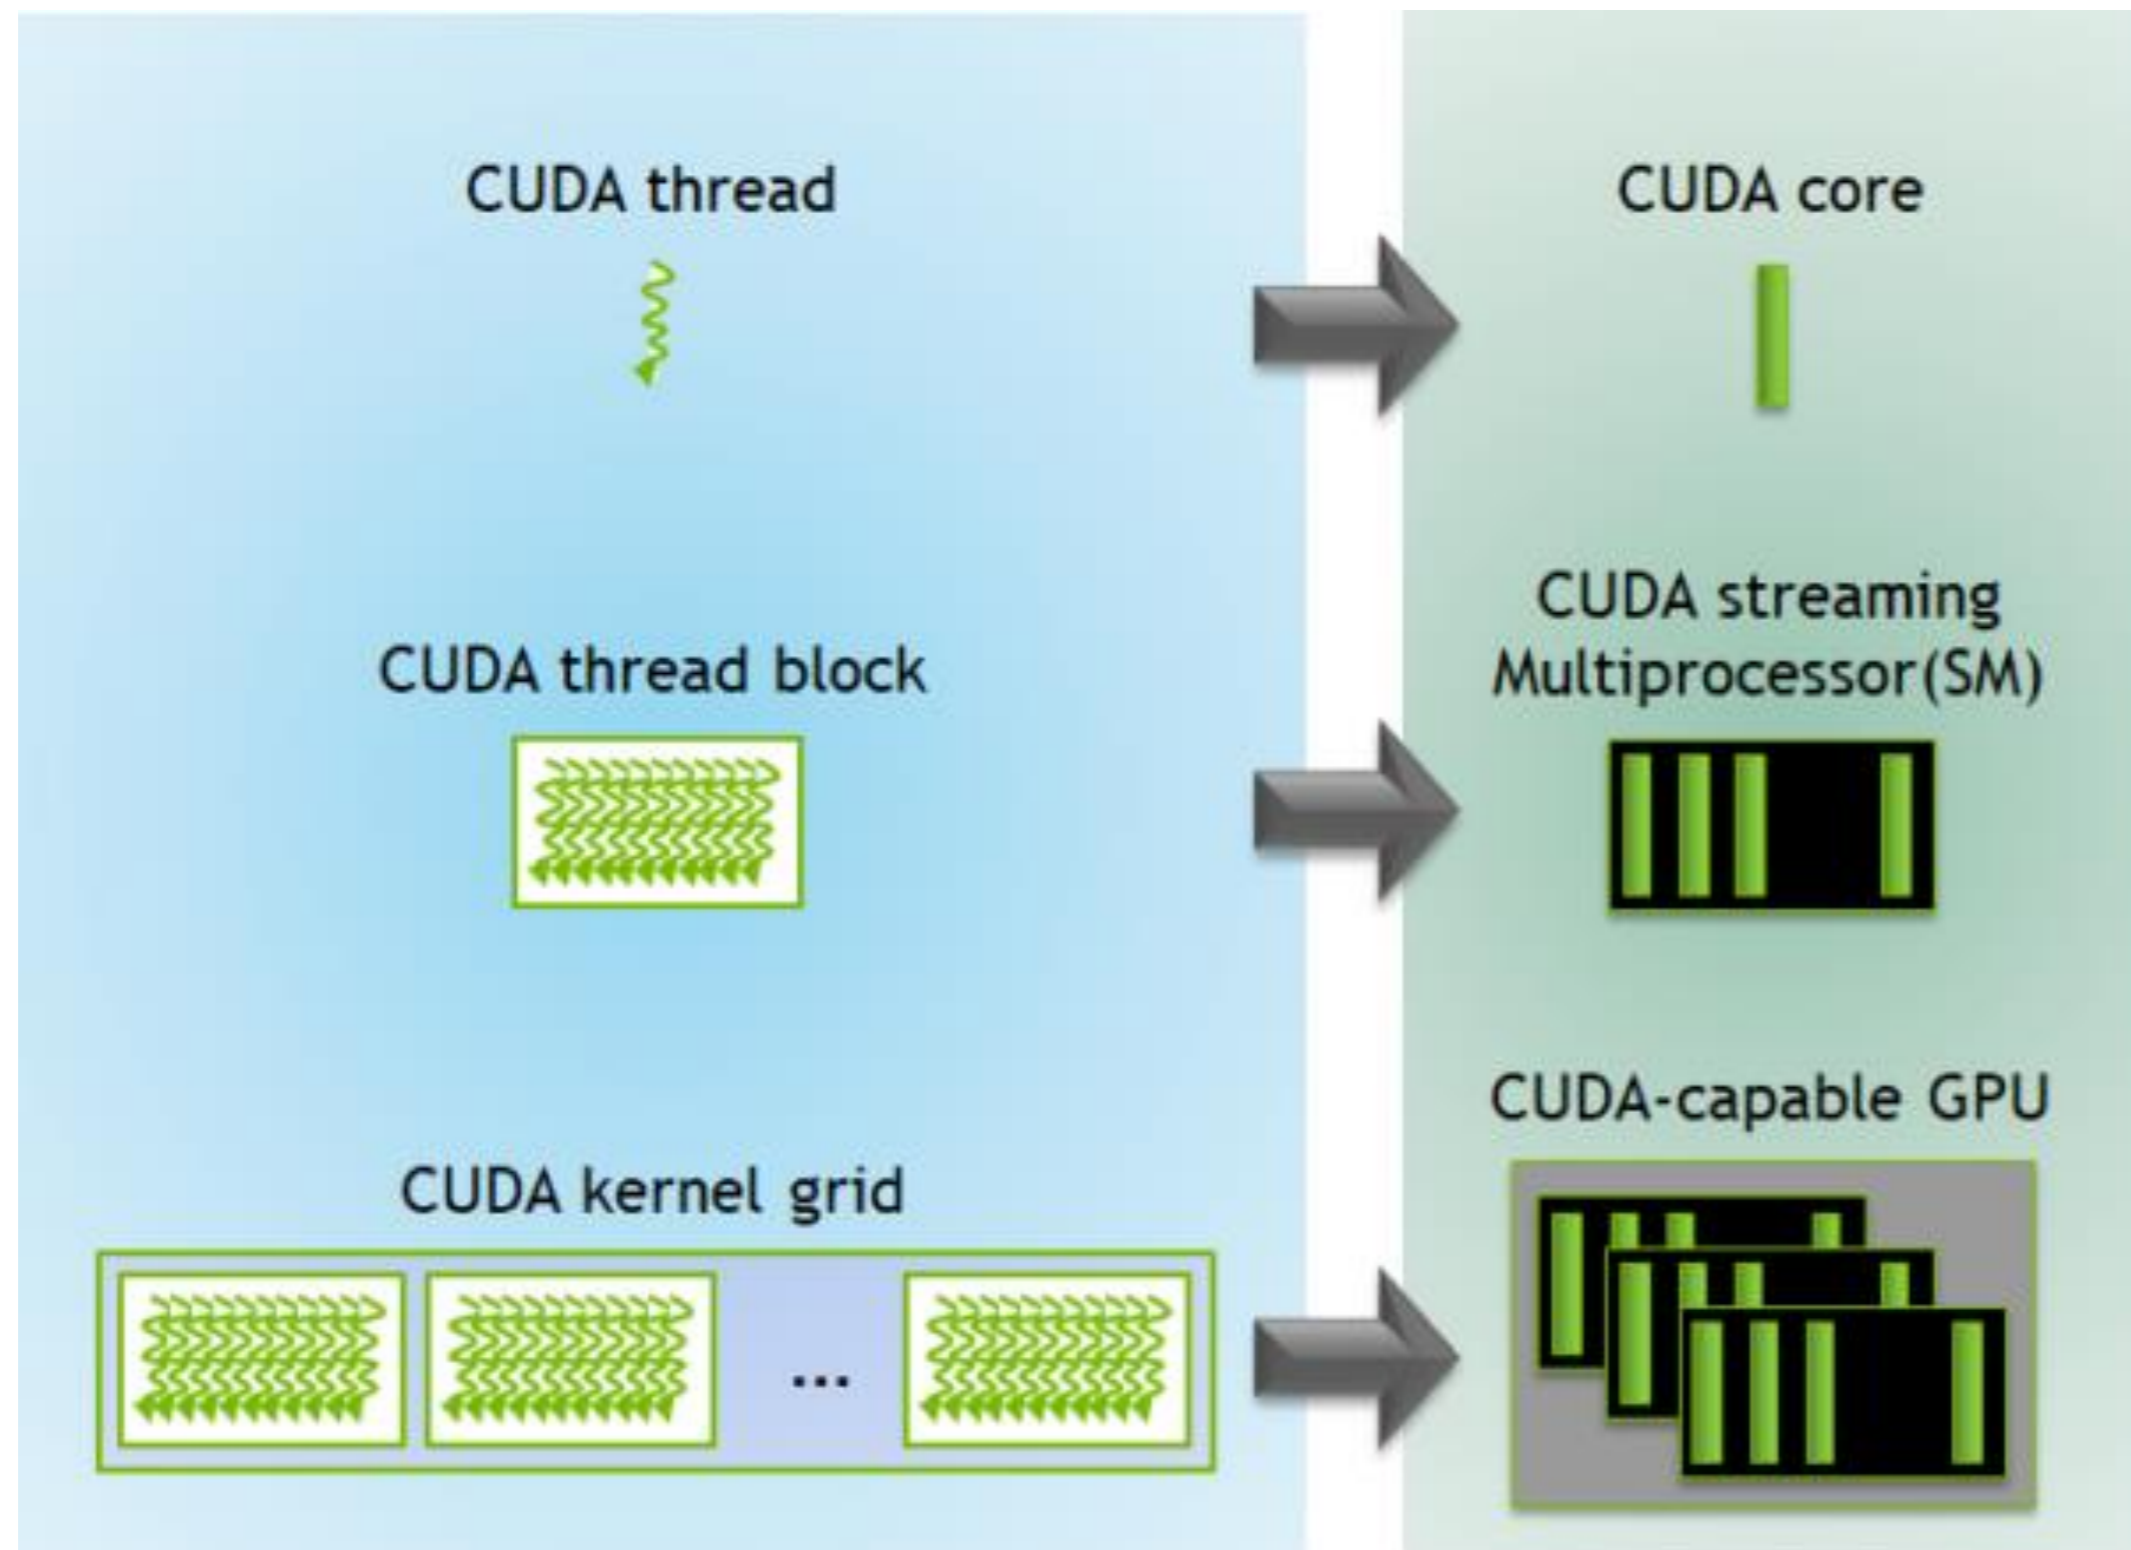 CUDA thread
CUDA core
CUDA thread block
CUDA streaming
Multiprocessor(SM)
CUDA kernel grid
...
CUDA-capable GPU